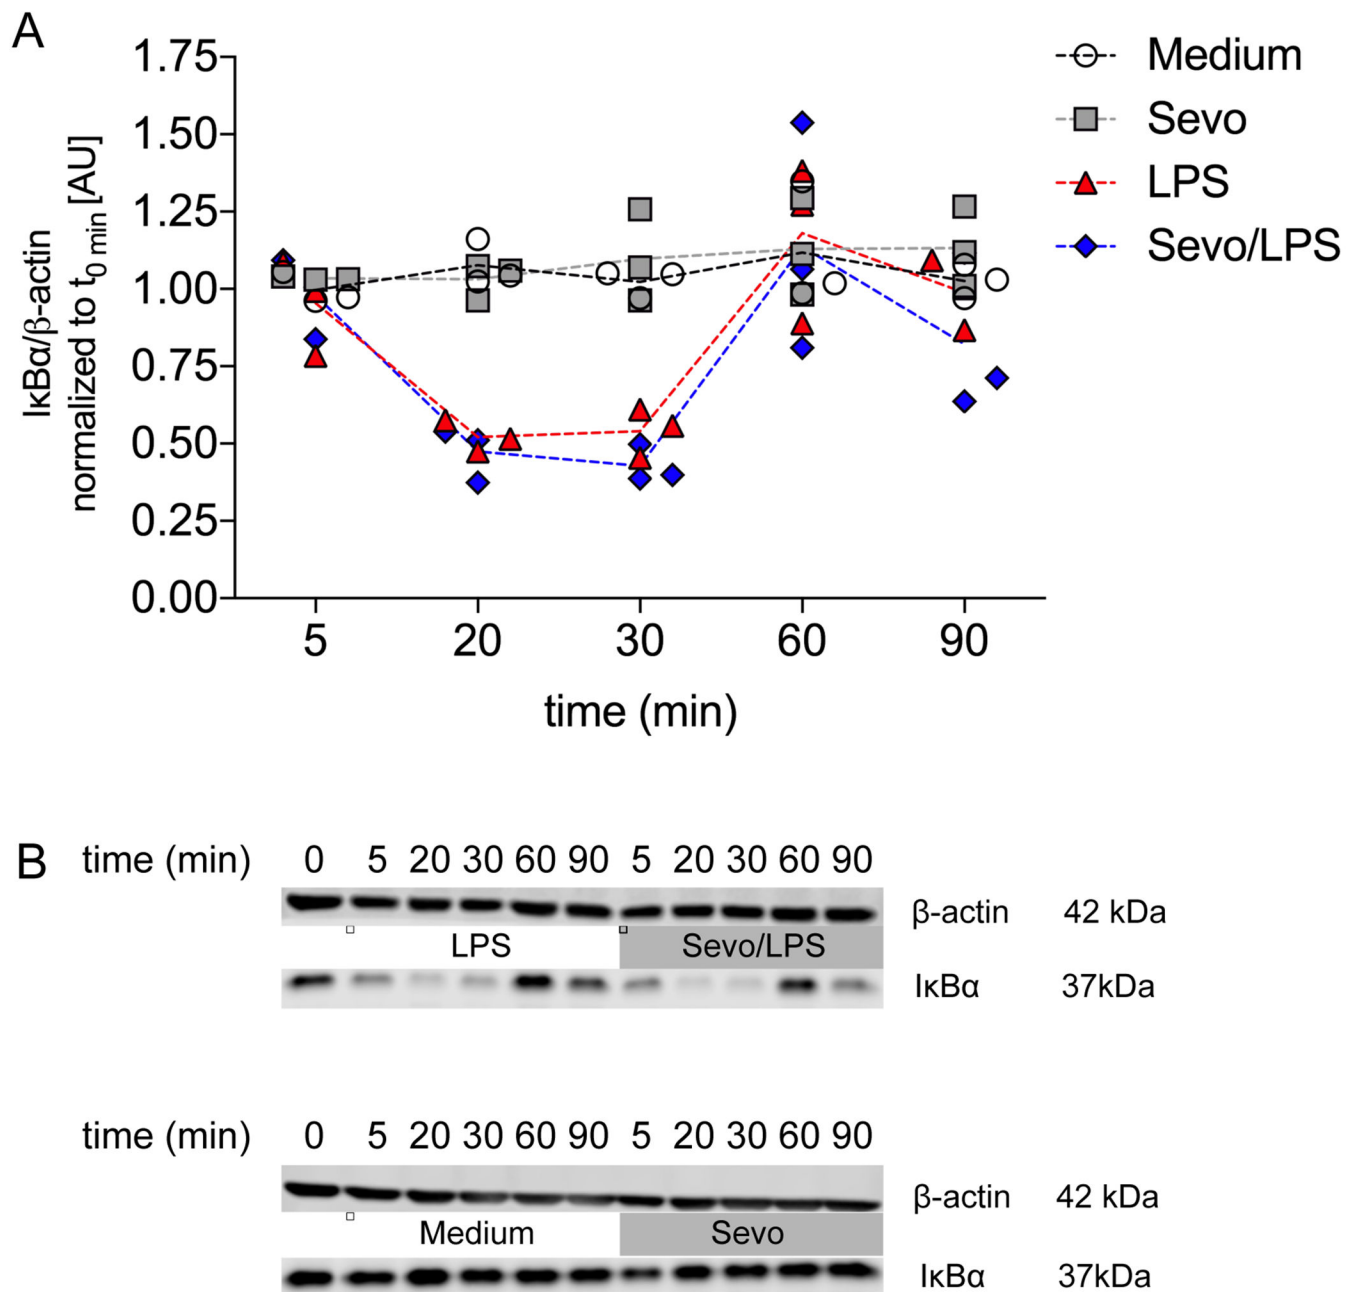 A
1.75
1.50
1.25
1.00
0.75
0.50
0.25
0.00
IκBα/β-actin
normalized to t0 min [AU]
5 20 30 60 90
time (min)
Medium
Sevo
LPS
Sevo/LPS
B
time (min) 0 5 20 30 60 90 5 20 30 60 90
β-actin 42 kDa
LPS Sevo/LPS
IκBα 37kDa
time (min) 0 5 20 30 60 90 5 20 30 60 90
β-actin 42 kDa
Medium Sevo
IκBα 37kDa